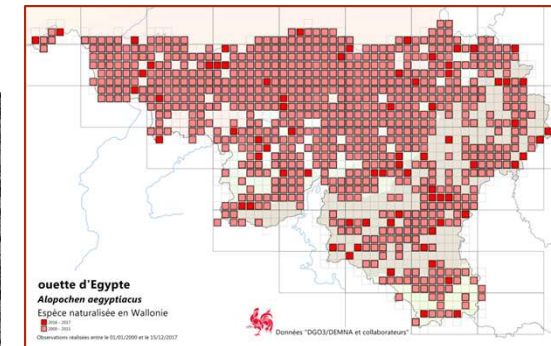 ouette d'Egypte
Alopochen aegyptiacus
Espèce naturalisée en Wallonie
2016 - 2017
2000 - 2015
Observations réalisées entre le 01/01/2000 et le 15/12/2017
Données "DGO3/DEMNA et collaborateurs"